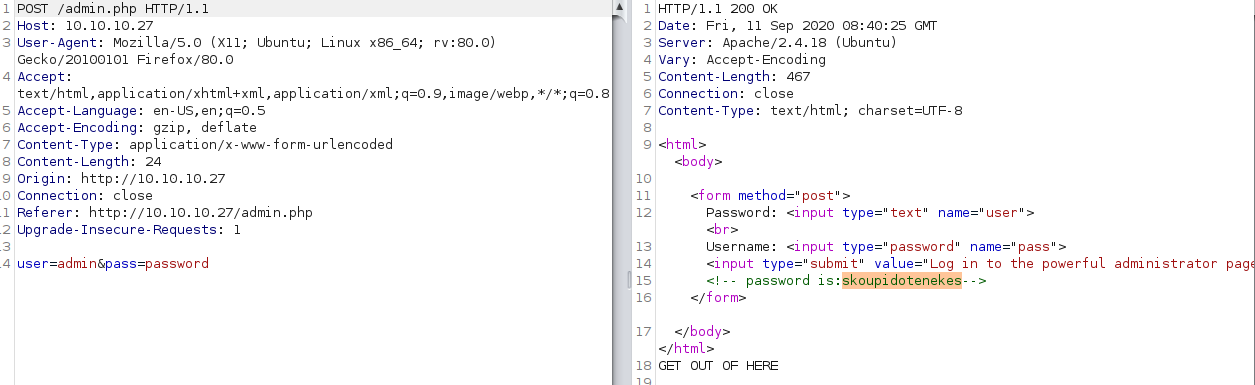 1 POST /admin.php HTTP/1.1
2 Host: 10.10.10.27
3 User-Agent: Mozilla/5.0 (X11; Ubuntu; Linux x86_64; rv:80.0)
Gecko/20100101 Firefox/80.0
4 Accept:
text/html,application/xhtml+xml,application/xml;q=0.9,image/webp,*/*;q=0.8
5 Accept-Language: en-US,en;q=0.5
6 Accept-Encoding: gzip, deflate
7 Content-Type: application/x-www-form-urlencoded
8 Content-Length: 24
9 Origin: http://10.10.10.27
0 Connection: close
1 Referer: http://10.10.10.27/admin.php
2 Upgrade-Insecure-Requests: 1
3
4 user=admin&pass=password
1 HTTP/1.1 200 OK
2 Date: Fri, 11 Sep 2020 08:40:25 GMT
3 Server: Apache/2.4.18 (Ubuntu)
4 Vary: Accept-Encoding
5 Content-Length: 467
6 Connection: close
7 Content-Type: text/html; charset=UTF-8
8
9 <html>
<body>
10
11 <form method="post">
12 Password: <input type="text" name="user">
<br>
13 Username: <input type="password" name="pass">
14 <input type="submit" value="Log in to the powerful administrator page
15 <!-- password is:skoupidotenekes-->
16 </form>
17 </body>
</html>
18 GET OUT OF HERE
19